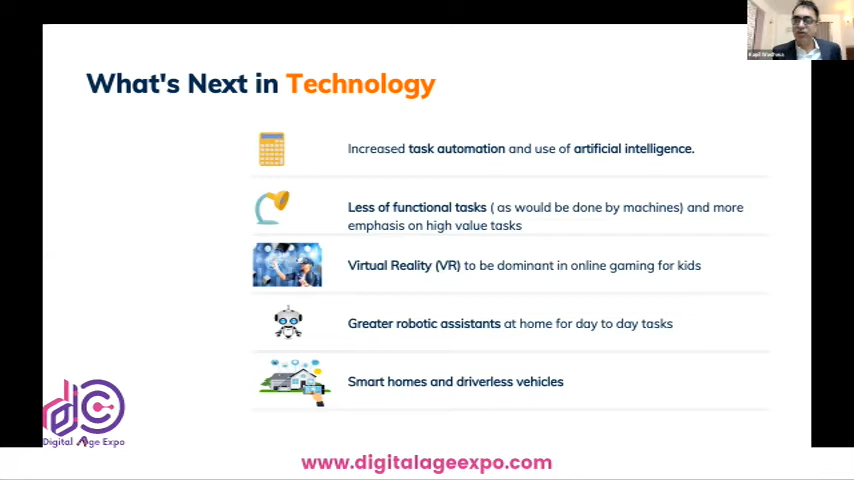 Kapil Wadhera
What's Next in Technology
Increased task automation and use of artificial intelligence.
Less of functional tasks ( as would be done by machines) and more
emphasis on high value tasks
Virtual Reality (VR) to be dominant in online gaming for kids
Greater robotic assistants at home for day to day tasks
Smart homes and driverless vehicles
Digital Age Expo
www.digitalageexpo.com